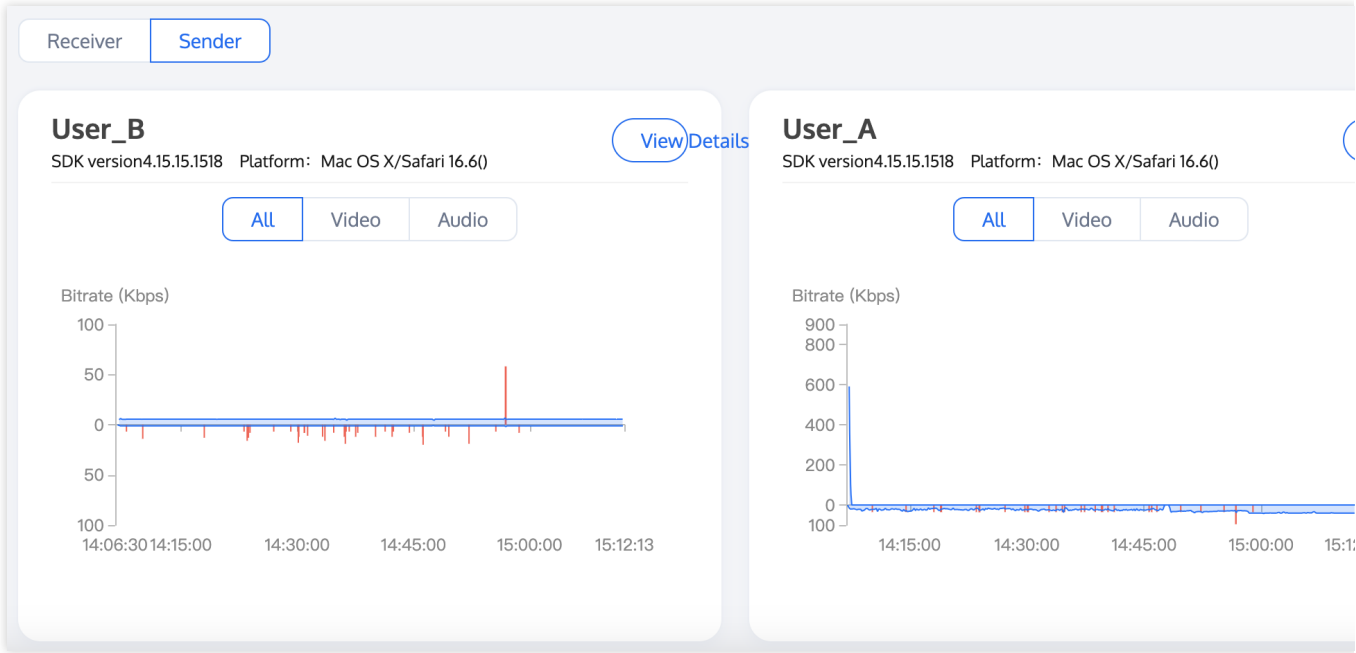 Receiver Sender
User_B
View Details
SDK version4.15.15.1518 Platform: Mac OS X/Safari 16.6()
All Video Audio
Bitrate (Kbps)
100
50
0
50
100
14:06:30 14:15:00 14:30:00 14:45:00 15:00:00 15:12:13
User_A
SDK version4.15.15.1518 Platform: Mac OS X/Safari 16.6()
All Video Audio
Bitrate (Kbps)
900
800
600
400
200
0
100
14:15:00 14:30:00 14:45:00 15:00:00